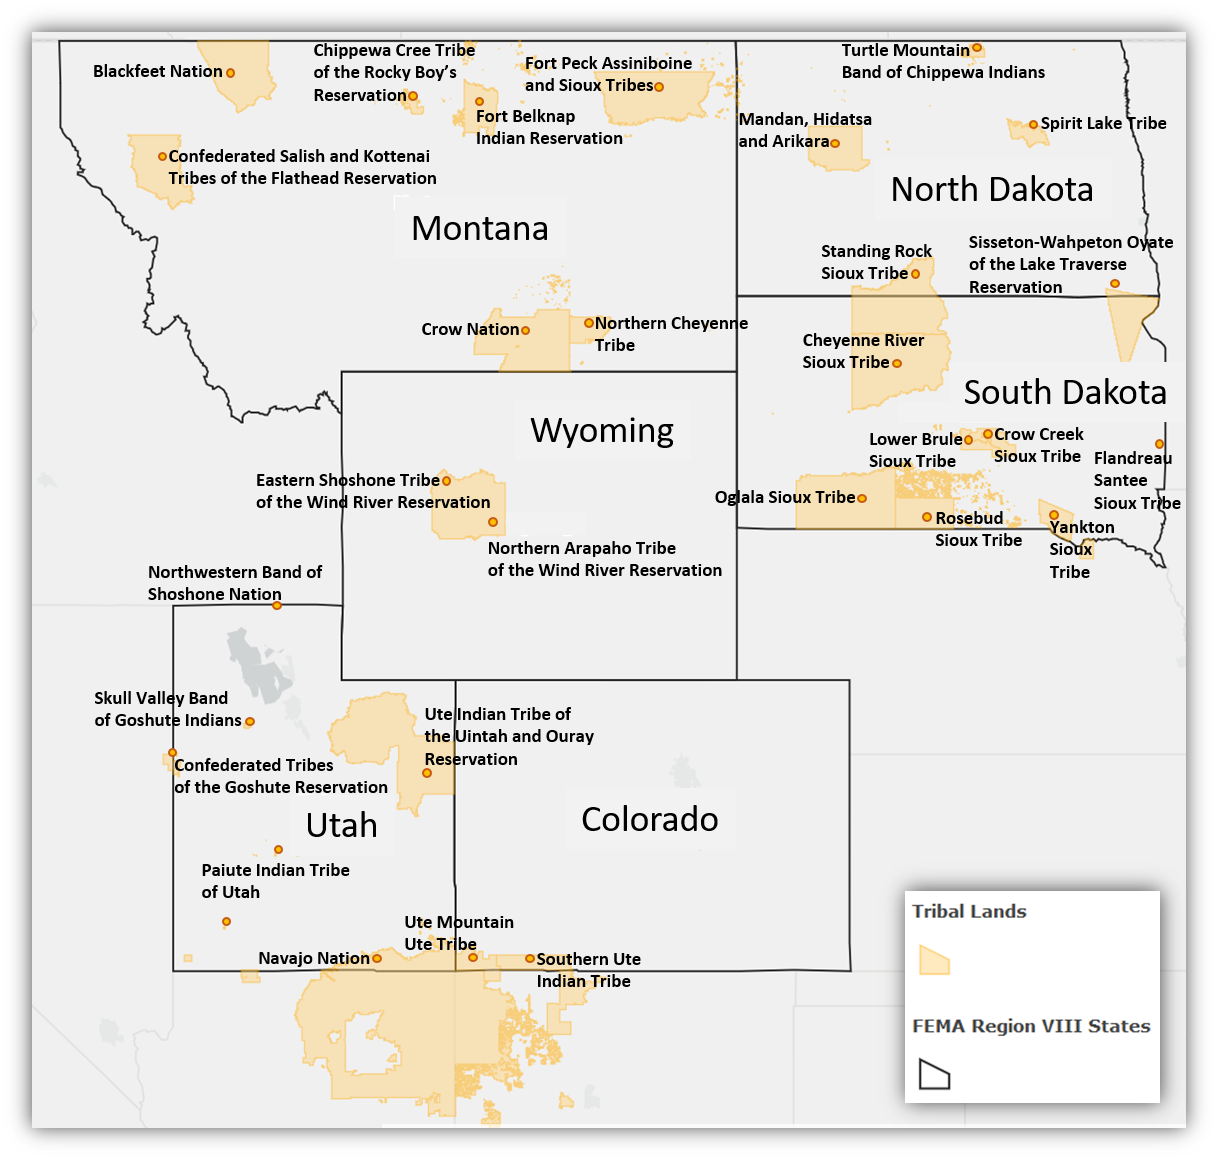 Blackfeet Nation
Chippewa Cree Tribe
of the Rocky Boy's
Reservation
Fort Peck Assiniboine
and Sioux Tribes
Fort Belknap
Indian Reservation
Turtle Mountain
Band of Chippewa Indians
Mandan, Hidatsa
and Arikara
Spirit Lake Tribe
Confederated Salish and Kottenai
Tribes of the Flathead Reservation
Montana
North Dakota
Standing Rock
Sioux Tribe
Sisseton-Wahpeton Oyate
of the Lake Traverse
Reservation
Crow Nation
Northern Cheyenne
Tribe
Cheyenne River
Sioux Tribe
South Dakota
Wyoming
Lower Brule
Sioux Tribe
Crow Creek
Sioux Tribe
Flandreau
Santee
Sioux Tribe
Eastern Shoshone Tribe
of the Wind River Reservation
Oglala Sioux Tribe
Rosebud
Sioux Tribe
Yankton
Sioux
Tribe
Northern Arapaho Tribe
of the Wind River Reservation
Northwestern Band of
Shoshone Nation
Skull Valley Band
of Goshute Indians
Ute Indian Tribe of
the Uintah and Ouray
Reservation
Confederated Tribes
of the Goshute Reservation
Utah
Colorado
Paiute Indian Tribe
of Utah
Ute Mountain
Ute Tribe
Navajo Nation
Southern Ute
Indian Tribe
Tribal Lands
FEMA Region VIII States